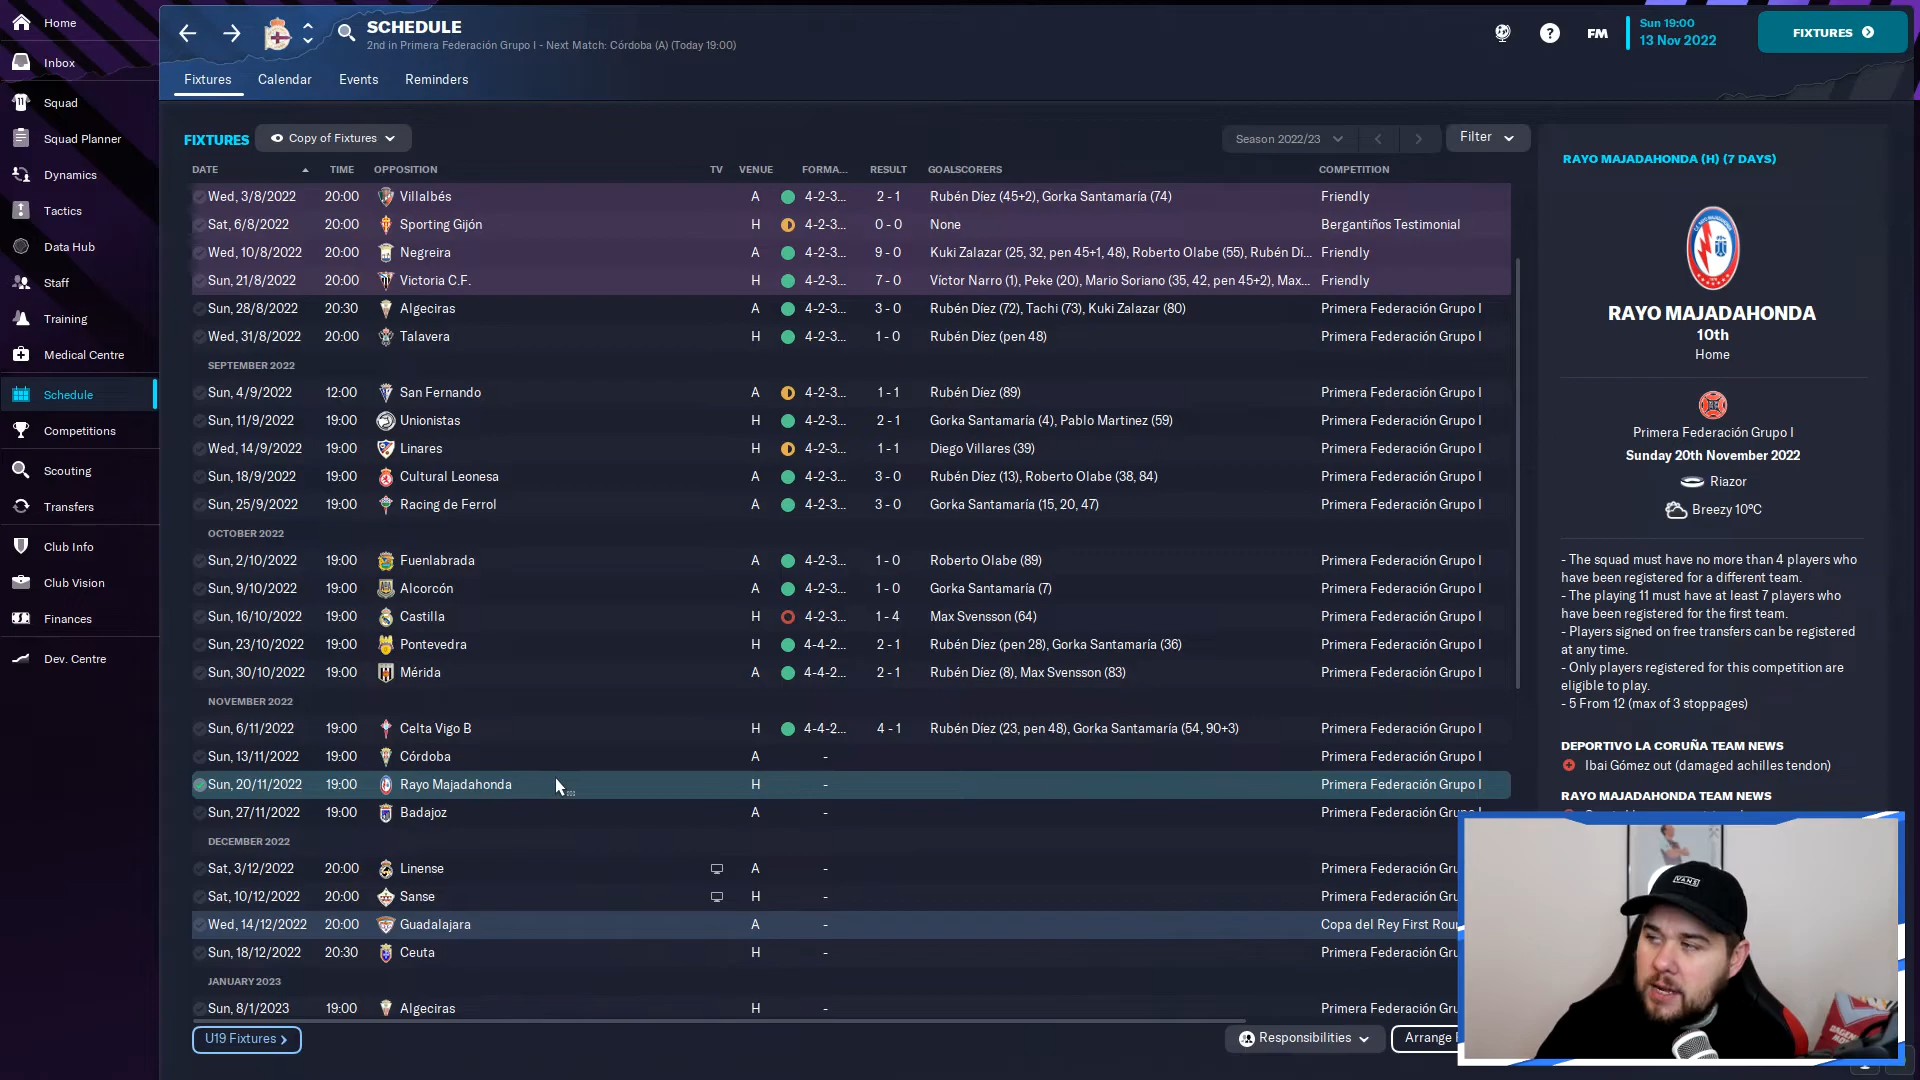 Home
Inbox
Squad
Squad Planner
Dynamics
Tactics
Data Hub
Staff
Training
Medical Centre
Schedule
Competitions
Scouting
Transfers
Club Info
Club Vision
Finances
Dev. Centre
SCHEDULE
2nd in Primera Federación Grupo I - Next Match: Córdoba (A) (Today 19:00)
FM
Sun 19:00
13 Nov 2022
FIXTURES
Fixtures Calendar Events Reminders
FIXTURES Copy of Fixtures Season 2022/23 Filter
DATE TIME OPPOSITION TV VENUE FORMA... RESULT GOALSCORERS COMPETITION
Wed, 3/8/2022 20:00 Villalbés A 4-2-3... 2 - 1 Rubén Díez (45+2), Gorka Santamaría (74) Friendly
Sat, 6/8/2022 20:00 Sporting Gijón H 4-2-3... 0 - 0 None Bergantiños Testimonial
Wed, 10/8/2022 20:00 Negreira A 4-2-3... 9 - 0 Kuki Zalazar (25, 32, pen 45+1, 48), Roberto Olabe (55), Rubén Dí... Friendly
Sun, 21/8/2022 20:00 Victoria C.F. H 4-2-3... 7 - 0 Víctor Narro (1), Peke (20), Mario Soriano (35, 42, pen 45+2), Max... Friendly
Sun, 28/8/2022 20:30 Algeciras A 4-2-3... 3 - 0 Rubén Díez (72), Tachi (73), Kuki Zalazar (80) Primera Federación Grupo I
Wed, 31/8/2022 20:00 Talavera H 4-2-3... 1 - 0 Rubén Díez (pen 48) Primera Federación Grupo I
SEPTEMBER 2022
Sun, 4/9/2022 12:00 San Fernando A 4-2-3... 1 - 1 Rubén Díez (89) Primera Federación Grupo I
Sun, 11/9/2022 19:00 Unionistas H 4-2-3... 2 - 1 Gorka Santamaría (4), Pablo Martinez (59) Primera Federación Grupo I
Wed, 14/9/2022 19:00 Linares H 4-2-3... 1 - 1 Diego Villares (39) Primera Federación Grupo I
Sun, 18/9/2022 19:00 Cultural Leonesa A 4-2-3... 3 - 0 Rubén Díez (13), Roberto Olabe (38, 84) Primera Federación Grupo I
Sun, 25/9/2022 19:00 Racing de Ferrol A 4-2-3... 3 - 0 Gorka Santamaría (15, 20, 47) Primera Federación Grupo I
OCTOBER 2022
Sun, 2/10/2022 19:00 Fuenlabrada A 4-2-3... 1 - 0 Roberto Olabe (89) Primera Federación Grupo I
Sun, 9/10/2022 19:00 Alcorcón A 4-2-3... 1 - 0 Gorka Santamaría (7) Primera Federación Grupo I
Sun, 16/10/2022 19:00 Castilla H 4-2-3... 1 - 4 Max Svensson (64) Primera Federación Grupo I
Sun, 23/10/2022 19:00 Pontevedra H 4-4-2... 2 - 1 Rubén Díez (pen 28), Gorka Santamaría (36) Primera Federación Grupo I
Sun, 30/10/2022 19:00 Mérida A 4-4-2... 2 - 1 Rubén Díez (8), Max Svensson (83) Primera Federación Grupo I
NOVEMBER 2022
Sun, 6/11/2022 19:00 Celta Vigo B H 4-4-2... 4 - 1 Rubén Díez (23, pen 48), Gorka Santamaría (54, 90+3) Primera Federación Grupo I
Sun, 13/11/2022 19:00 Córdoba A - Primera Federación Grupo I
Sun, 20/11/2022 19:00 Rayo Majadahonda H - Primera Federación Grupo I
Sun, 27/11/2022 19:00 Badajoz A - Primera Federación Grupo I
DECEMBER 2022
Sat, 3/12/2022 20:00 Linense A - Primera Federación Gru
Sat, 10/12/2022 20:00 Sanse H - Primera Federación Gru
Wed, 14/12/2022 20:00 Guadalajara A - Copa del Rey First Rou
Sun, 18/12/2022 20:30 Ceuta H - Primera Federación Gru
JANUARY 2023
Sun, 8/1/2023 19:00 Algeciras H Primera Federación Gru
U19 Fixtures Responsibilities Arrange
RAYO MAJADAHONDA (H) (7 DAYS)
RAYO MAJADAHONDA
10th
Home
Primera Federación Grupo I
Sunday 20th November 2022
Riazor
Breezy 10°C
- The squad must have no more than 4 players who
have been registered for a different team.
- The playing 11 must have at least 7 players who
have been registered for the first team.
- Players signed on free transfers can be registered
at any time.
- Only players registered for this competition are
eligible to play.
- 5 From 12 (max of 3 stoppages)
DEPORTIVO LA CORUÑA TEAM NEWS
Ibai Gómez out (damaged achilles tendon)
RAYO MAJADAHONDA TEAM NEWS
VANS